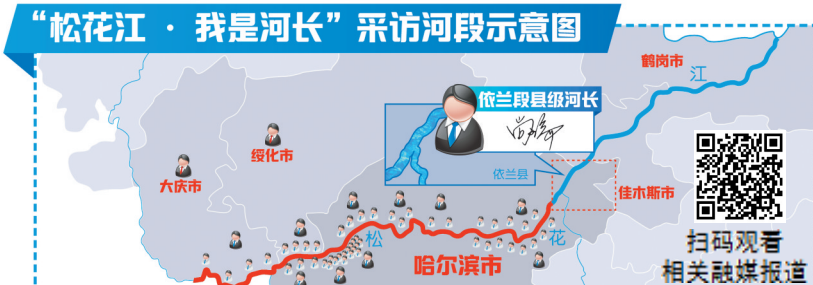 “松花江 · 我是河长”采访河段示意图
鹤岗市
江
依兰段县级河长
绥化市
大庆市
依兰县
佳木斯市
松
花
哈尔滨市
扫码观看
相关融媒报道